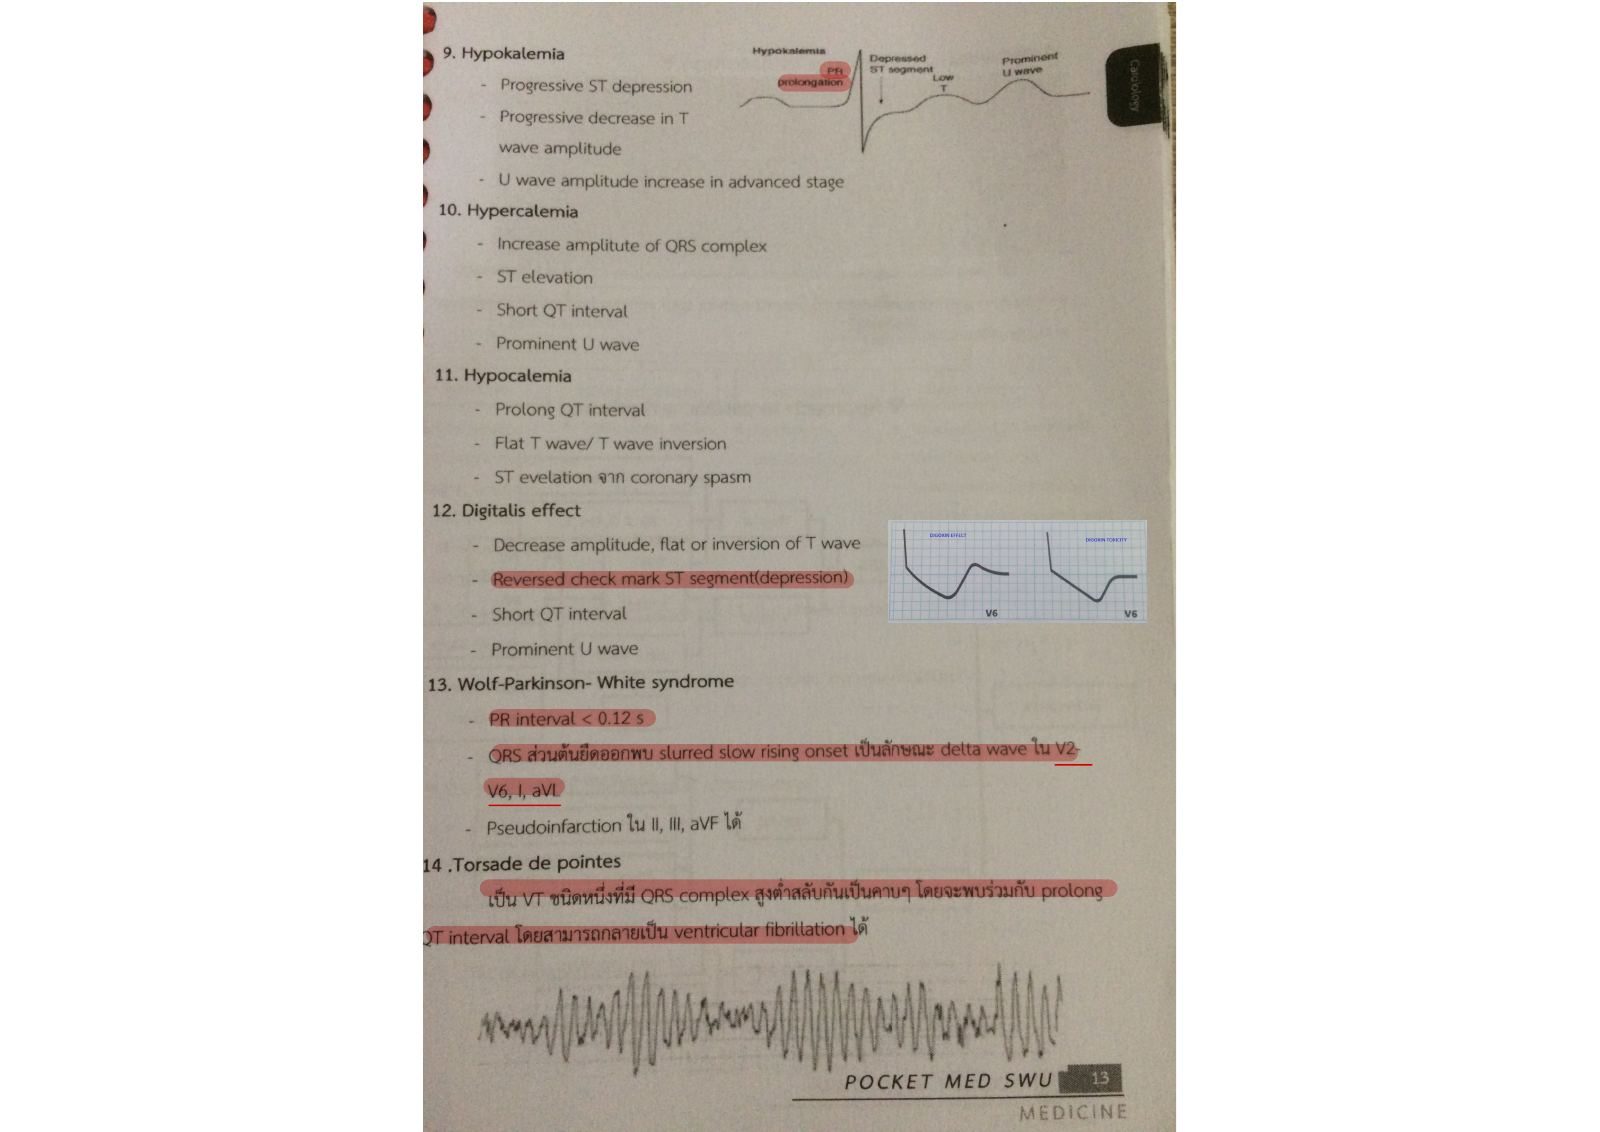 9. Hypokalemia
- Progressive ST depression
- Progressive decrease in T
wave amplitude
- U wave amplitude increase in advanced stage
Hypokalemia
PR
prolongation
Depressed
ST segment
Low
T
Prominent
U wave
Cardiology
10. Hypercalemia
- Increase amplitute of QRS complex
- ST elevation
- Short QT interval
- Prominent U wave
11. Hypocalemia
- Prolong QT interval
- Flat T wave/ T wave inversion
- ST evelation จาก coronary spasm
12. Digitalis effect
- Decrease amplitude, flat or inversion of T wave
- Reversed check mark ST segment(depression)
- Short QT interval
- Prominent U wave
DIGOXIN EFFECT
V6
DIGOXIN TOXICITY
V6
13. Wolf-Parkinson- White syndrome
- PR interval < 0.12 s
- QRS ส่วนต้นยืดออกพบ slurred slow rising onset เป็นลักษณะ delta wave ใน V2-
V6, I, aVL
- Pseudoinfarction ใน II, III, aVF ได้
14 .Torsade de pointes
เป็น VT ชนิดหนึ่งที่มี QRS complex สูงต่ำสลับกันเป็นคาบๆ โดยจะพบร่วมกับ prolong
QT interval โดยสามารถกลายเป็น ventricular fibrillation ได้
POCKET MED SWU 13
MEDICINE